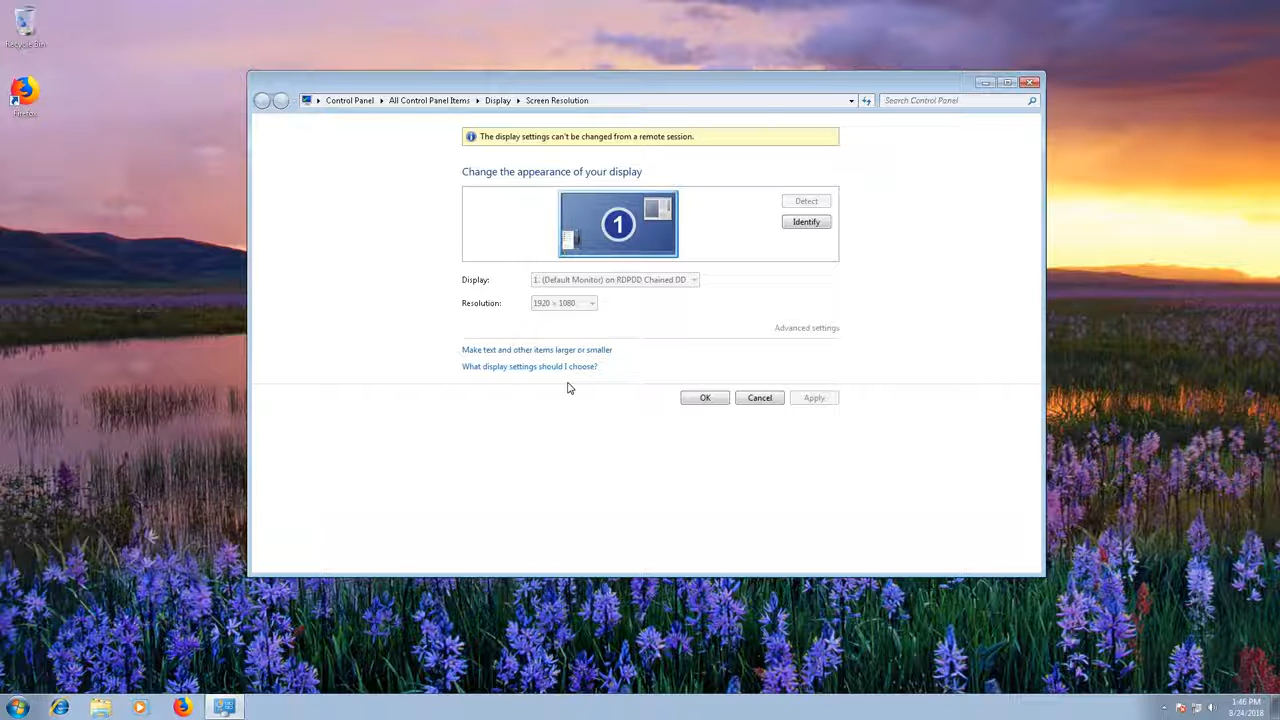 Recycle Bin
Firefox
Control Panel
All Control Panel Items
Display
Screen Resolution
Search Control Panel
The display settings can't be changed from a remote session.
Change the appearance of your display
1
Detect
Identify
Display:
1. (Default Monitor) on RDPDD Chained DD
Resolution:
1920 × 1080
Advanced settings
Make text and other items larger or smaller
What display settings should I choose?
OK
Cancel
Apply
1:46 PM
8/24/2018